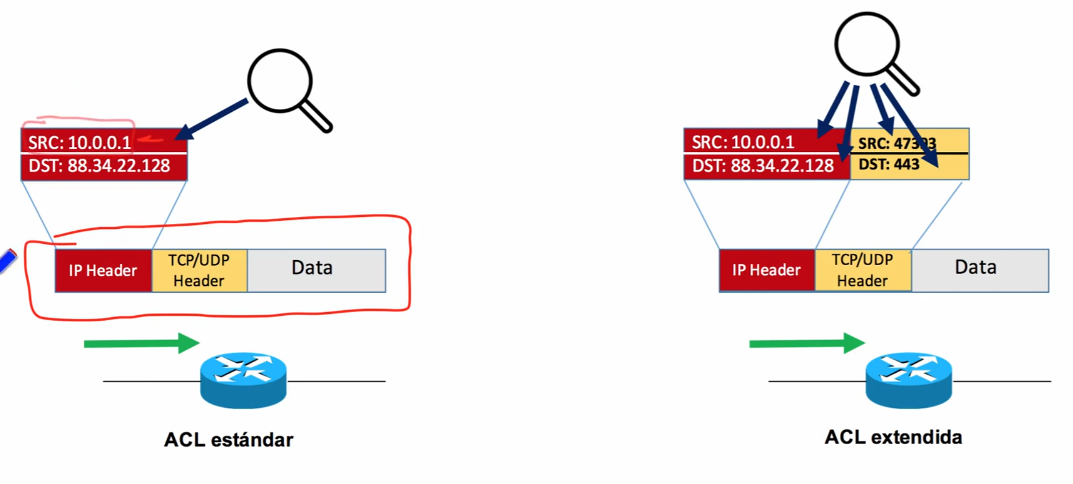 SRC: 10.0.0.1
DST: 88.34.22.128
IP Header
TCP/UDP
Header
Data
ACL estándar
SRC: 10.0.0.1
DST: 88.34.22.128
SRC: 47393
DST: 443
IP Header
TCP/UDP
Header
Data
ACL extendida